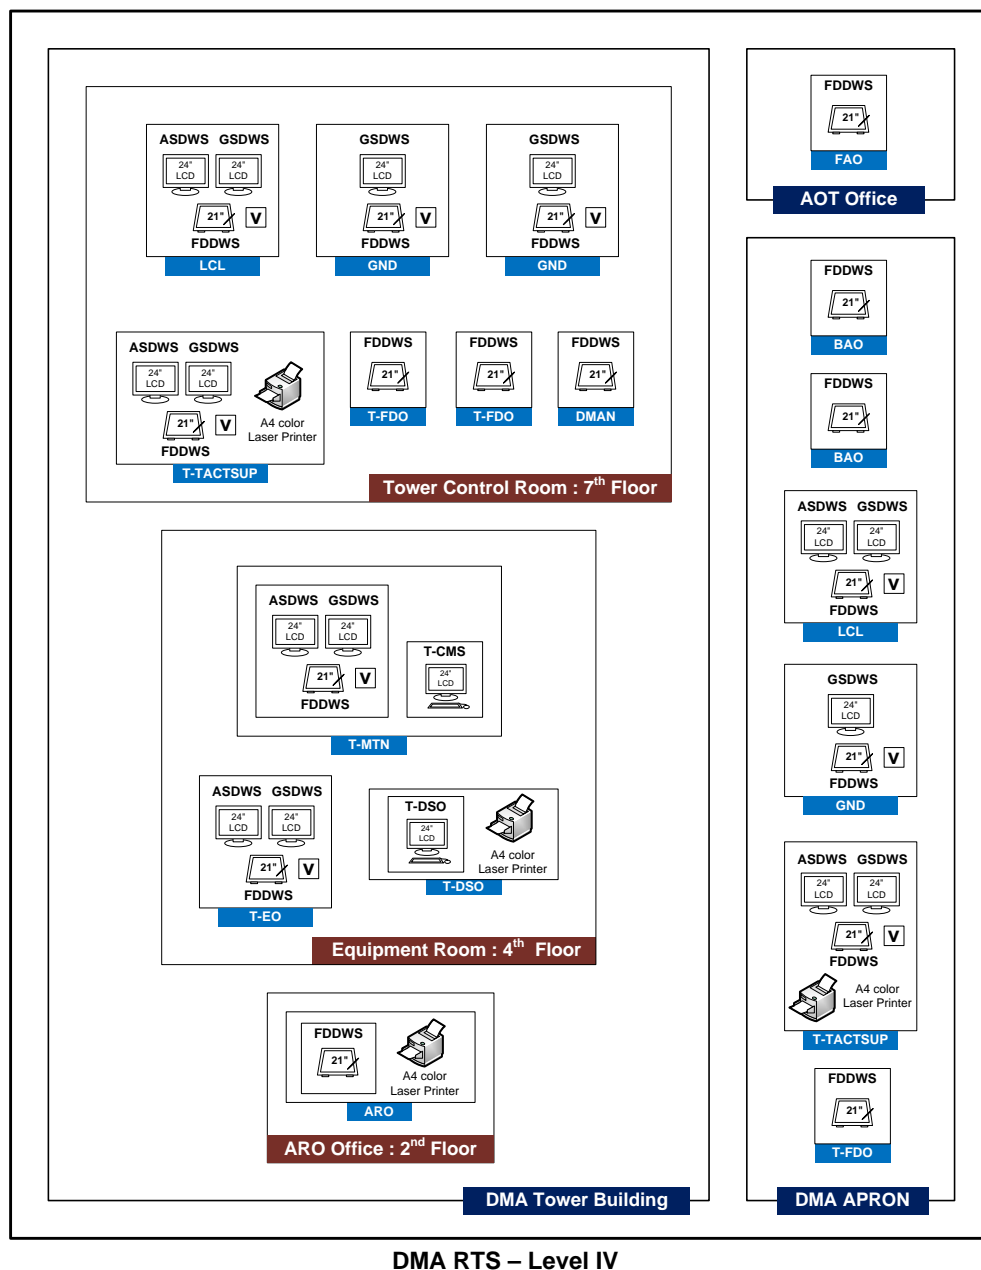 ASDWS GSDWS
24" LCD
24" LCD
21" V
FDDWS
LCL
GSDWS
24" LCD
21" V
FDDWS
GND
GSDWS
24" LCD
21" V
FDDWS
GND
ASDWS GSDWS
24" LCD
24" LCD
21" V
FDDWS
A4 color
Laser Printer
T-TACTSUP
FDDWS
21"
T-FDO
FDDWS
21"
T-FDO
FDDWS
21"
DMAN
Tower Control Room : 7th Floor
ASDWS GSDWS
24" LCD
24" LCD
21" V
FDDWS
T-CMS
24" LCD
T-MTN
ASDWS GSDWS
24" LCD
24" LCD
21" V
FDDWS
T-EO
T-DSO
24" LCD
A4 color
Laser Printer
T-DSO
Equipment Room : 4th Floor
FDDWS
21"
A4 color
Laser Printer
ARO
ARO Office : 2nd Floor
DMA Tower Building
FDDWS
21"
FAO
AOT Office
FDDWS
21"
BAO
FDDWS
21"
BAO
ASDWS GSDWS
24" LCD
24" LCD
21" V
FDDWS
LCL
GSDWS
24" LCD
21" V
FDDWS
GND
ASDWS GSDWS
24" LCD
24" LCD
21" V
FDDWS
A4 color
Laser Printer
T-TACTSUP
FDDWS
21"
T-FDO
DMA APRON
DMA RTS – Level IV